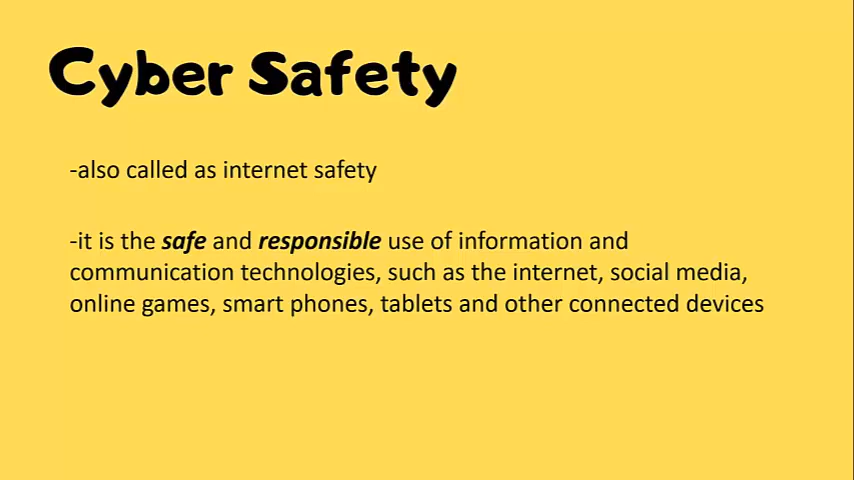 Cyber Safety
-also called as internet safety
-it is the safe and responsible use of information and
communication technologies, such as the internet, social media,
online games, smart phones, tablets and other connected devices